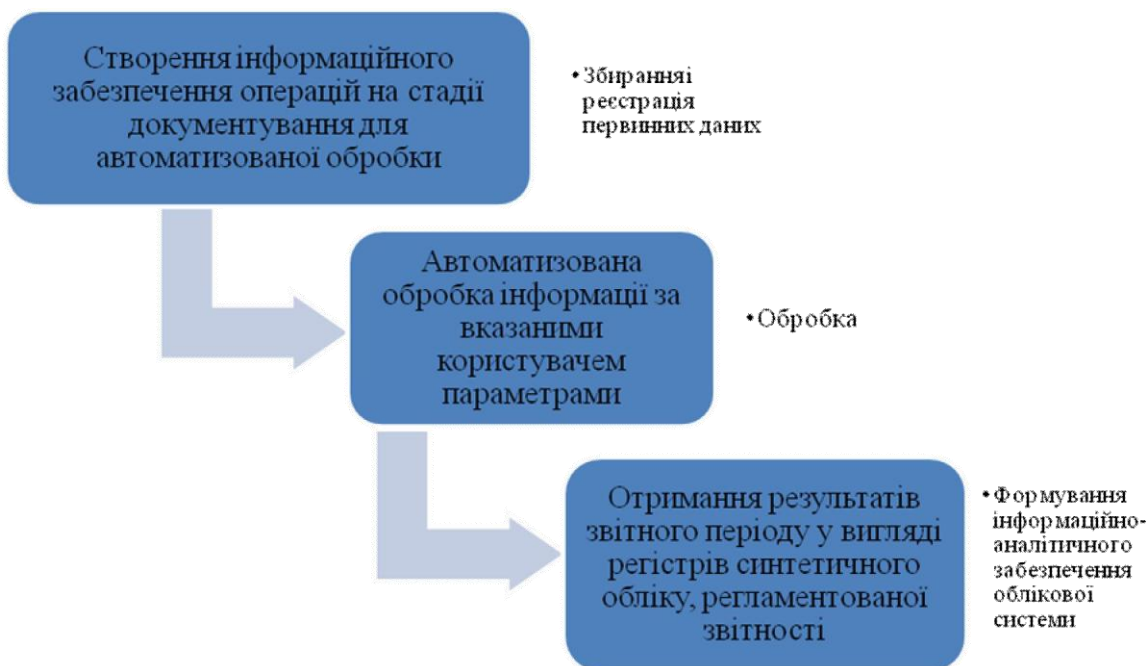 Створення інформаційного
забезпечення операцій на стадії
документування для
автоматизованої обробки
• Збиранняі
реєстрація
первинних даних
Автоматизована
обробка інформації за
вказаними
користувачем
параметрами
• Обробка
Отримання результатів
звітного періоду у вигляді
регістрів синтетичного
обліку, регламентованої
звітності
• Формування
інформаційно-
аналітичного
забезпечення
облікової
системи